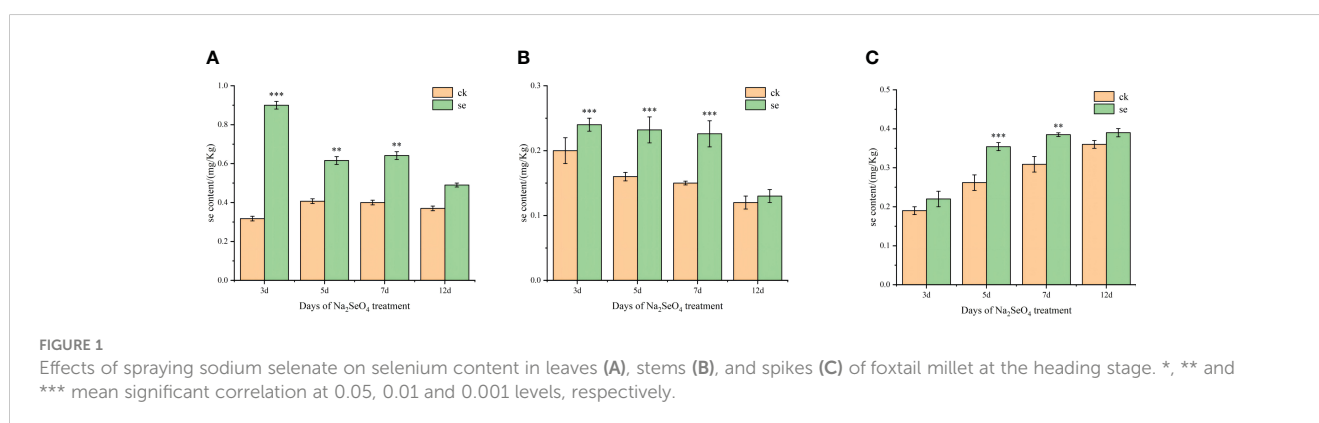 A
1.0
0.8
0.6
0.4
0.2
0.0
se content/(mg/Kg)
***
**
**
ck
se
3d
5d
7d
12d
Days of Na₂SeO₄ treatment
B
0.3
0.2
0.1
0.0
se content/(mg/Kg)
***
***
***
ck
se
3d
5d
7d
12d
Days of Na₂SeO₄ treatment
C
0.5
0.4
0.3
0.2
0.1
0.0
se content/(mg/Kg)
***
**
ck
se
3d
5d
7d
12d
Days of Na₂SeO₄ treatment
FIGURE 1
Effects of spraying sodium selenate on selenium content in leaves (A), stems (B), and spikes (C) of foxtail millet at the heading stage. *, ** and
*** mean significant correlation at 0.05, 0.01 and 0.001 levels, respectively.